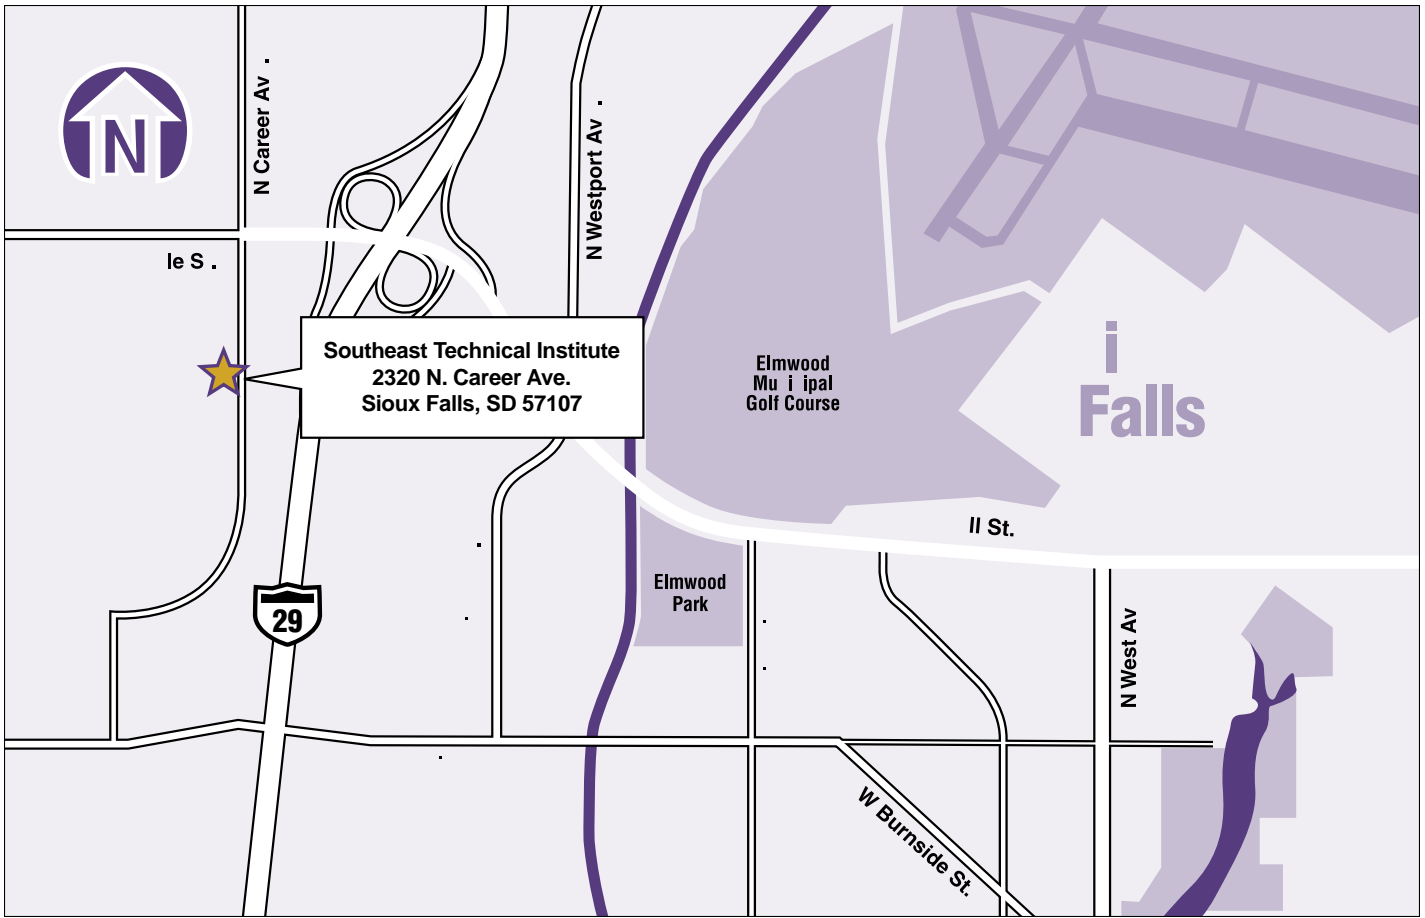 N
N Career Av .
N Westport Av .
le S .
Southeast Technical Institute
2320 N. Career Ave.
Sioux Falls, SD 57107
Elmwood
Mu i ipal
Golf Course
i
Falls
ll St.
Elmwood
Park
29
N West Av
W Burnside St.